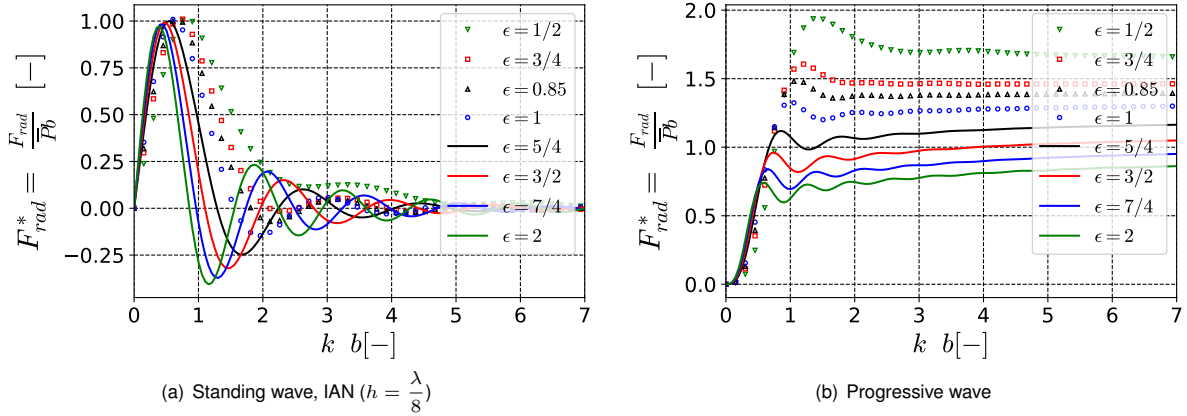 F*rad = Frad / P̅b [−]
1.00
0.75
0.50
0.25
0.00
−0.25
0 1 2 3 4 5 6 7
k b[−]
ϵ = 1/2
ϵ = 3/4
ϵ = 0.85
ϵ = 1
ϵ = 5/4
ϵ = 3/2
ϵ = 7/4
ϵ = 2
(a) Standing wave, IAN (h = λ/8)
F*rad = Frad / P̅b [−]
2.0
1.5
1.0
0.5
0.0
0 1 2 3 4 5 6 7
k b[−]
ϵ = 1/2
ϵ = 3/4
ϵ = 0.85
ϵ = 1
ϵ = 5/4
ϵ = 3/2
ϵ = 7/4
ϵ = 2
(b) Progressive wave